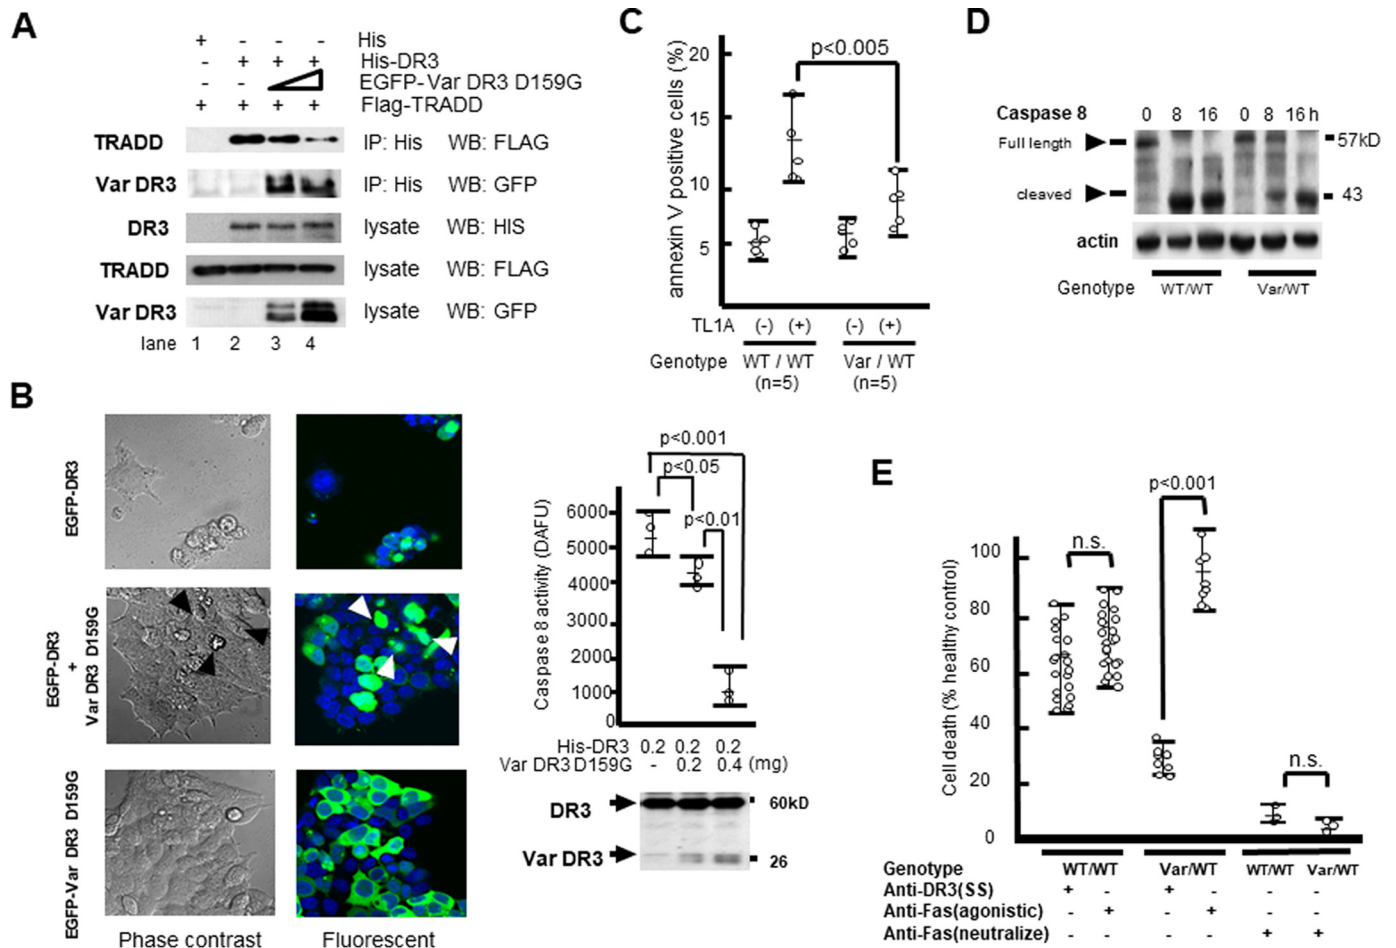 A
+ - - - His
- + + + His-DR3
- - EGFP-Var DR3 D159G
+ + + + Flag-TRADD
TRADD IP: His WB: FLAG
Var DR3 IP: His WB: GFP
DR3 lysate WB: HIS
TRADD lysate WB: FLAG
Var DR3 lysate WB: GFP
lane 1 2 3 4
B
EGFP-DR3
EGFP-DR3
+
Var DR3 D159G
EGFP-Var DR3 D159G
Phase contrast Fluorescent
p<0.001
p<0.05
p<0.01
Caspase 8 activity (DAFU)
6000
5000
4000
3000
2000
1000
0
His-DR3 0.2 0.2 0.2
Var DR3 D159G - 0.2 0.4 (mg)
DR3 60kD
Var DR3 26
C
p<0.005
annexin V positive cells (%)
20
15
10
5
TL1A (-) (+) (-) (+)
Genotype WT / WT Var / WT
(n=5) (n=5)
D
Caspase 8 0 8 16 0 8 16 h
Full length 57kD
cleaved 43
actin
Genotype WT/WT Var/WT
E
p<0.001
n.s.
n.s.
Cell death (% healthy control)
100
80
60
40
20
0
Genotype WT/WT Var/WT WT/WT Var/WT
Anti-DR3(SS) + - + - - -
Anti-Fas(agonistic) - + - + - -
Anti-Fas(neutralize) - - - - + +